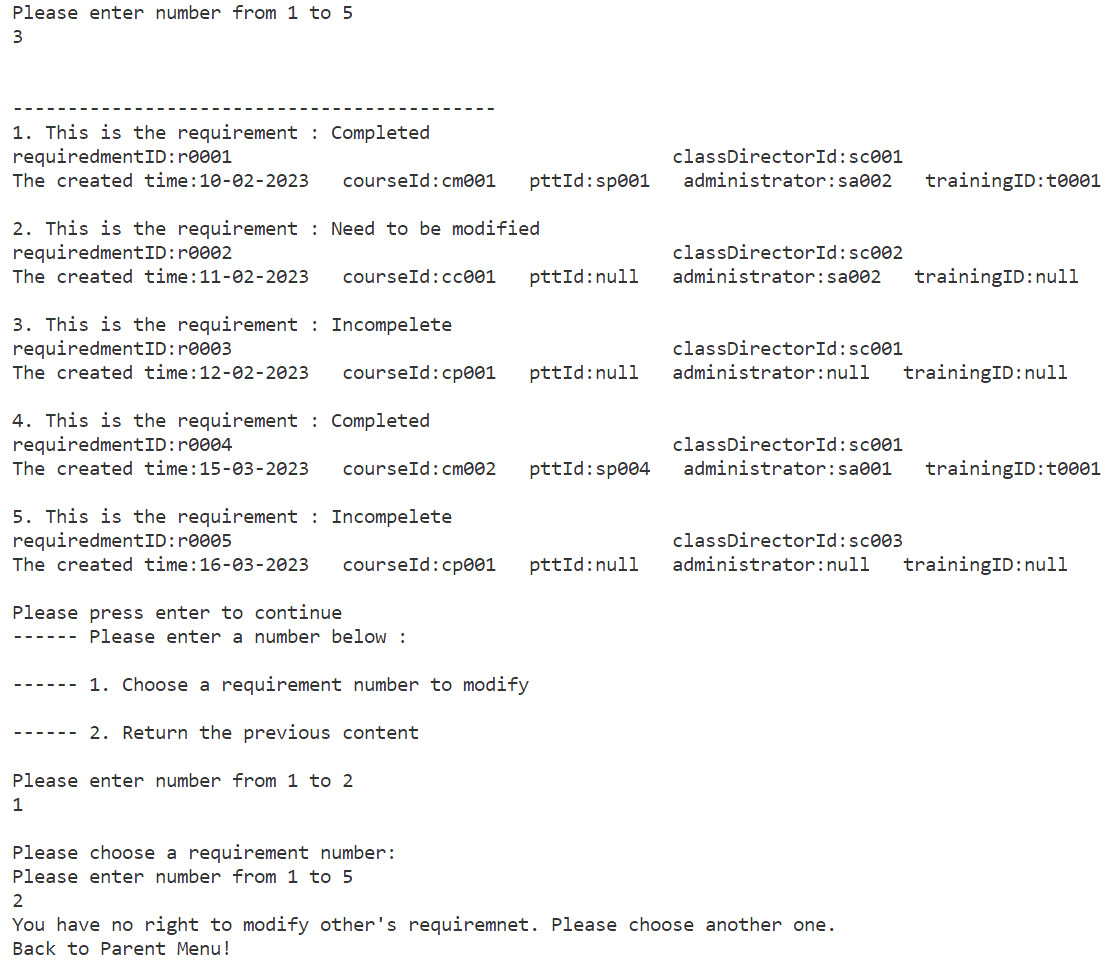 Please enter number from 1 to 5
3
--------------------------------------------
1. This is the requirement : Completed
requiredmentID:r0001 classDirectorId:sc001
The created time:10-02-2023 courseId:cm001 pttId:sp001 administrator:sa002 trainingID:t0001
2. This is the requirement : Need to be modified
requiredmentID:r0002 classDirectorId:sc002
The created time:11-02-2023 courseId:cc001 pttId:null administrator:sa002 trainingID:null
3. This is the requirement : Incompelete
requiredmentID:r0003 classDirectorId:sc001
The created time:12-02-2023 courseId:cp001 pttId:null administrator:null trainingID:null
4. This is the requirement : Completed
requiredmentID:r0004 classDirectorId:sc001
The created time:15-03-2023 courseId:cm002 pttId:sp004 administrator:sa001 trainingID:t0001
5. This is the requirement : Incompelete
requiredmentID:r0005 classDirectorId:sc003
The created time:16-03-2023 courseId:cp001 pttId:null administrator:null trainingID:null
Please press enter to continue
------ Please enter a number below :
------ 1. Choose a requirement number to modify
------ 2. Return the previous content
Please enter number from 1 to 2
1
Please choose a requirement number:
Please enter number from 1 to 5
2
You have no right to modify other's requiremnet. Please choose another one.
Back to Parent Menu!